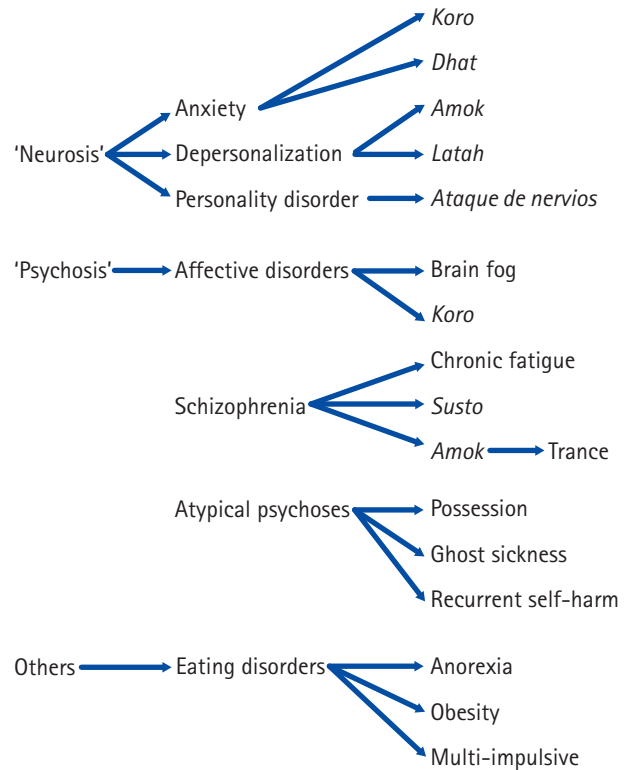 Koro
Dhat
Anxiety
Amok
'Neurosis' Depersonalization Latah
Personality disorder Ataque de nervios
'Psychosis' Affective disorders Brain fog
Koro
Chronic fatigue
Schizophrenia Susto
Amok Trance
Atypical psychoses Possession
Ghost sickness
Recurrent self-harm
Others Eating disorders Anorexia
Obesity
Multi-impulsive